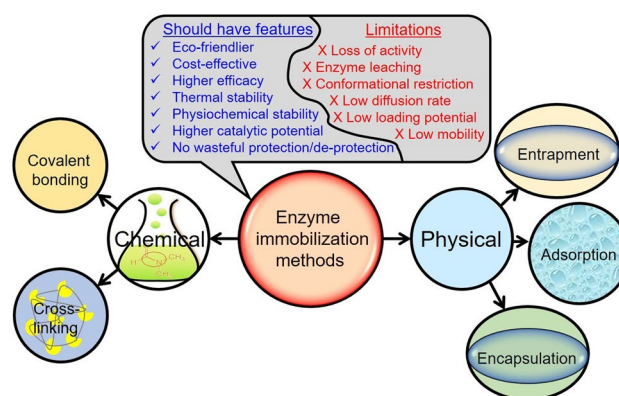 Should have features
✓ Eco-friendlier
✓ Cost-effective
✓ Higher efficacy
✓ Thermal stability
✓ Physiochemical stability
✓ Higher catalytic potential
✓ No wasteful protection/de-protection
Limitations
X Loss of activity
X Enzyme leaching
X Conformational restriction
X Low diffusion rate
X Low loading potential
X Low mobility
Covalent
bonding
Chemical
H
N
CH₃
CH₃
Cross-
linking
Enzyme
immobilization
methods
Physical
Entrapment
Adsorption
Encapsulation